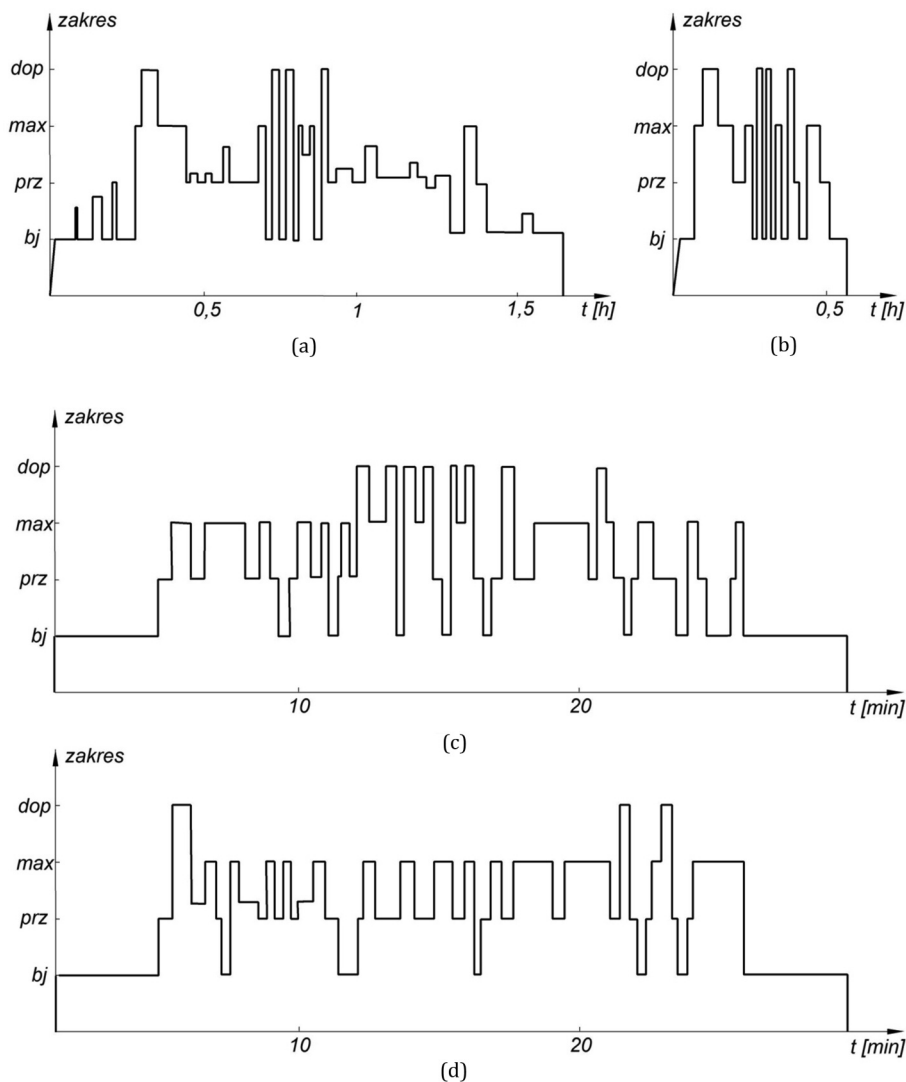 zakres
dop
max
prz
bj
0,5
1
1,5
t [h]
(a)
zakres
dop
max
prz
bj
0,5
t [h]
(b)
zakres
dop
max
prz
bj
10
20
t [min]
(c)
zakres
dop
max
prz
bj
10
20
t [min]
(d)